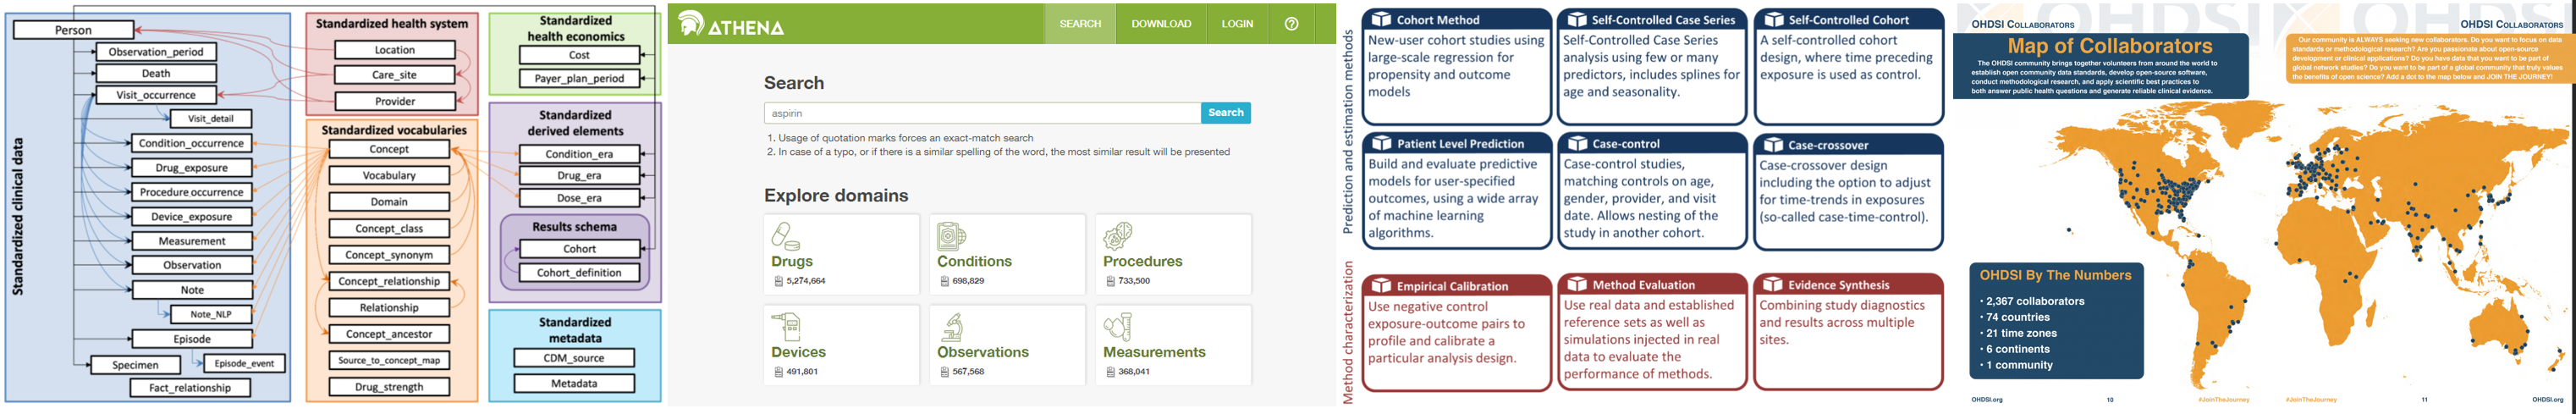 Standardized clinical data
Person
Observation_period
Death
Visit_occurrence
Visit_detail
Condition_occurrence
Drug_exposure
Procedure occurrence
Device_exposure
Measurement
Observation
Note
Note_NLP
Episode
Specimen
Episode_event
Fact_relationship
Standardized health system
Location
Care_site
Provider
Standardized vocabularies
Concept
Vocabulary
Domain
Concept_class
Concept_synonym
Concept_relationship
Relationship
Concept_ancestor
Source_to_concept_map
Drug_strength
Standardized
health economics
Cost
Payer_plan_period
Standardized
derived elements
Condition_era
Drug_era
Dose_era
Results schema
Cohort
Cohort_definition
Standardized
metadata
CDM_source
Metadata
ATHENA
SEARCH
DOWNLOAD
LOGIN
?
Search
aspirin
Search
1. Usage of quotation marks forces an exact-match search
2. In case of a typo, or if there is a similar spelling of the word, the most similar result will be presented
Explore domains
Drugs
5,274,664
Conditions
698,829
Procedures
733,500
Devices
491,801
Observations
567,568
Measurements
368,041
Prediction and estimation methods
Cohort Method
New-user cohort studies using
large-scale regression for
propensity and outcome
models
Self-Controlled Case Series
Self-Controlled Case Series
analysis using few or many
predictors, includes splines for
age and seasonality.
Self-Controlled Cohort
A self-controlled cohort
design, where time preceding
exposure is used as control.
Patient Level Prediction
Build and evaluate predictive
models for user-specified
outcomes, using a wide array
of machine learning
algorithms.
Case-control
Case-control studies,
matching controls on age,
gender, provider, and visit
date. Allows nesting of the
study in another cohort.
Case-crossover
Case-crossover design
including the option to adjust
for time-trends in exposures
(so-called case-time-control).
Method characterization
Empirical Calibration
Use negative control
exposure-outcome pairs to
profile and calibrate a
particular analysis design.
Method Evaluation
Use real data and established
reference sets as well as
simulations injected in real
data to evaluate the
performance of methods.
Evidence Synthesis
Combining study diagnostics
and results across multiple
sites.
OHDSI
OHDSI
OHDSI COLLABORATORS
OHDSI COLLABORATORS
Map of Collaborators
The OHDSI community brings together volunteers from around the world to
establish open community data standards, develop open-source software,
conduct methodological research, and apply scientific best practices to
both answer public health questions and generate reliable clinical evidence.
Our community is ALWAYS seeking new collaborators. Do you want to focus on data
standards or methodological research? Are you passionate about open-source
development or clinical applications? Do you have data that you want to be part of
global network studies? Do you want to be part of a global community that truly values
the benefits of open science? Add a dot to the map below and JOIN THE JOURNEY!
OHDSI By The Numbers
• 2,367 collaborators
• 74 countries
• 21 time zones
• 6 continents
• 1 community
OHDSI.org
10
#JoinTheJourney
#JoinTheJourney
11
OHDSI.org